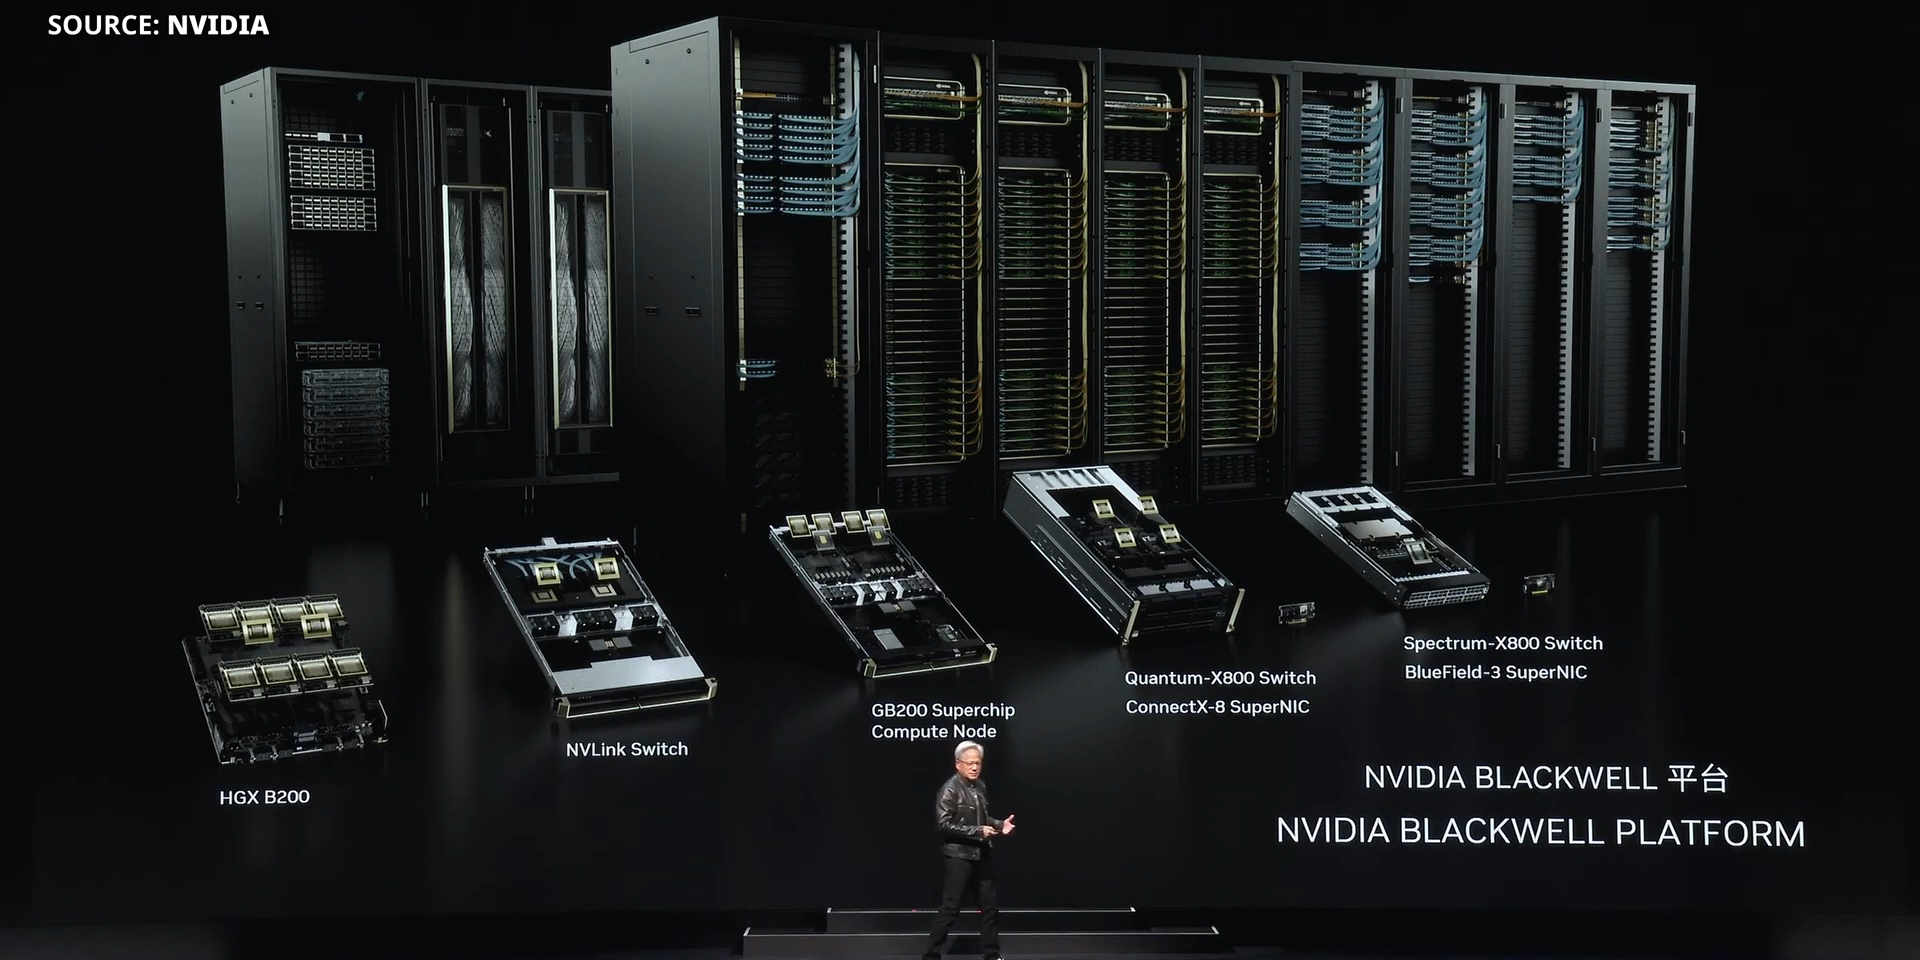 SOURCE: NVIDIA
HGX B200
NVLink Switch
GB200 Superchip
Compute Node
Quantum-X800 Switch
ConnectX-8 SuperNIC
Spectrum-X800 Switch
BlueField-3 SuperNIC
NVIDIA BLACKWELL 平台
NVIDIA BLACKWELL PLATFORM